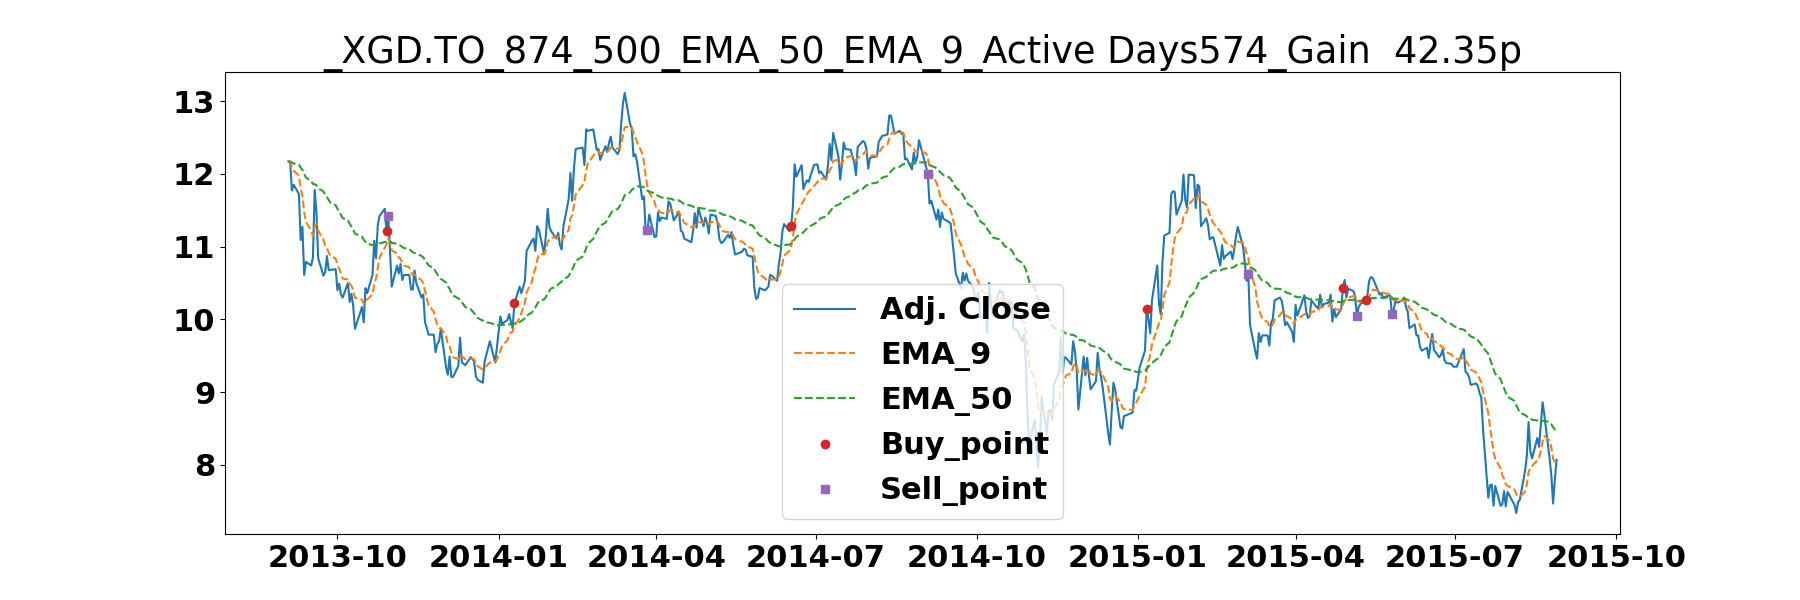 _XGD.TO_874_500_EMA_50_EMA_9_Active Days574_Gain  42.35p
13
12
11
10
9
8
Adj. Close
EMA_9
EMA_50
Buy_point
Sell_point
2013-10 2014-01 2014-04 2014-07 2014-10 2015-01 2015-04 2015-07 2015-10